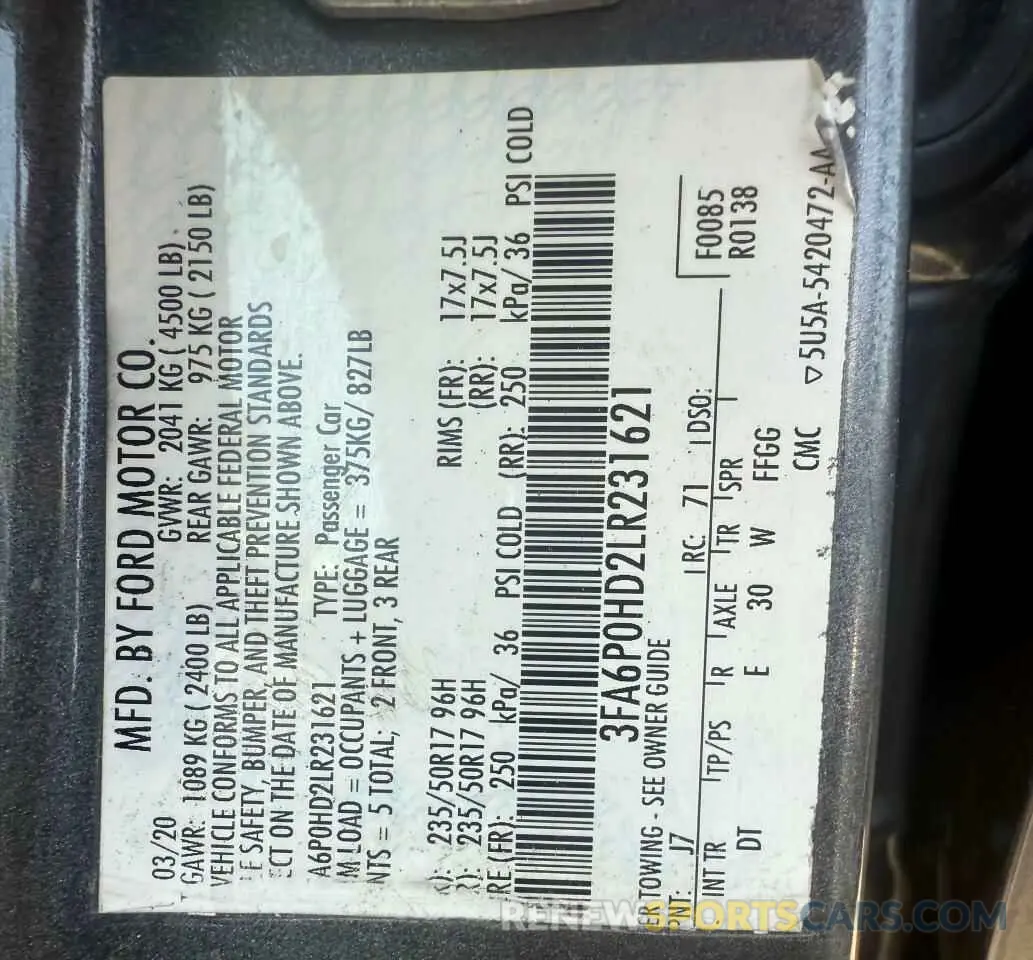 MFD. BY FORD MOTOR CO.
03/20 GVWR: 2041 KG ( 4500 LB)
GAWR: 1089 KG ( 2400 LB) REAR GAWR: 975 KG ( 2150 LB)
VEHICLE CONFORMS TO ALL APPLICABLE FEDERAL MOTOR
E SAFETY, BUMPER, AND THEFT PREVENTION STANDARDS
ECT ON THE DATE OF MANUFACTURE SHOWN ABOVE.
A6P0HD2LR231621 TYPE: Passenger Car
M LOAD = OCCUPANTS + LUGGAGE = 375KG/ 827LB
NTS = 5 TOTAL, 2 FRONT, 3 REAR
): 235/50R17 96H RIMS (FR): 17x7.5J
): 235/50R17 96H (RR): 17x7.5J
RE (FR): 250 kPa/ 36 PSI COLD (RR): 250 kPa/ 36 PSI COLD
3FA6P0HD2LR231621
ER TOWING - SEE OWNER GUIDE
F0085
R0138
PNT: J7 RC: 71 DSO:
INT TR TP/PS R AXLE TR SPR
DT E 30 W FFGG
CMC 5U5A-5420472-AA
RENEWSPORTSCARS.COM